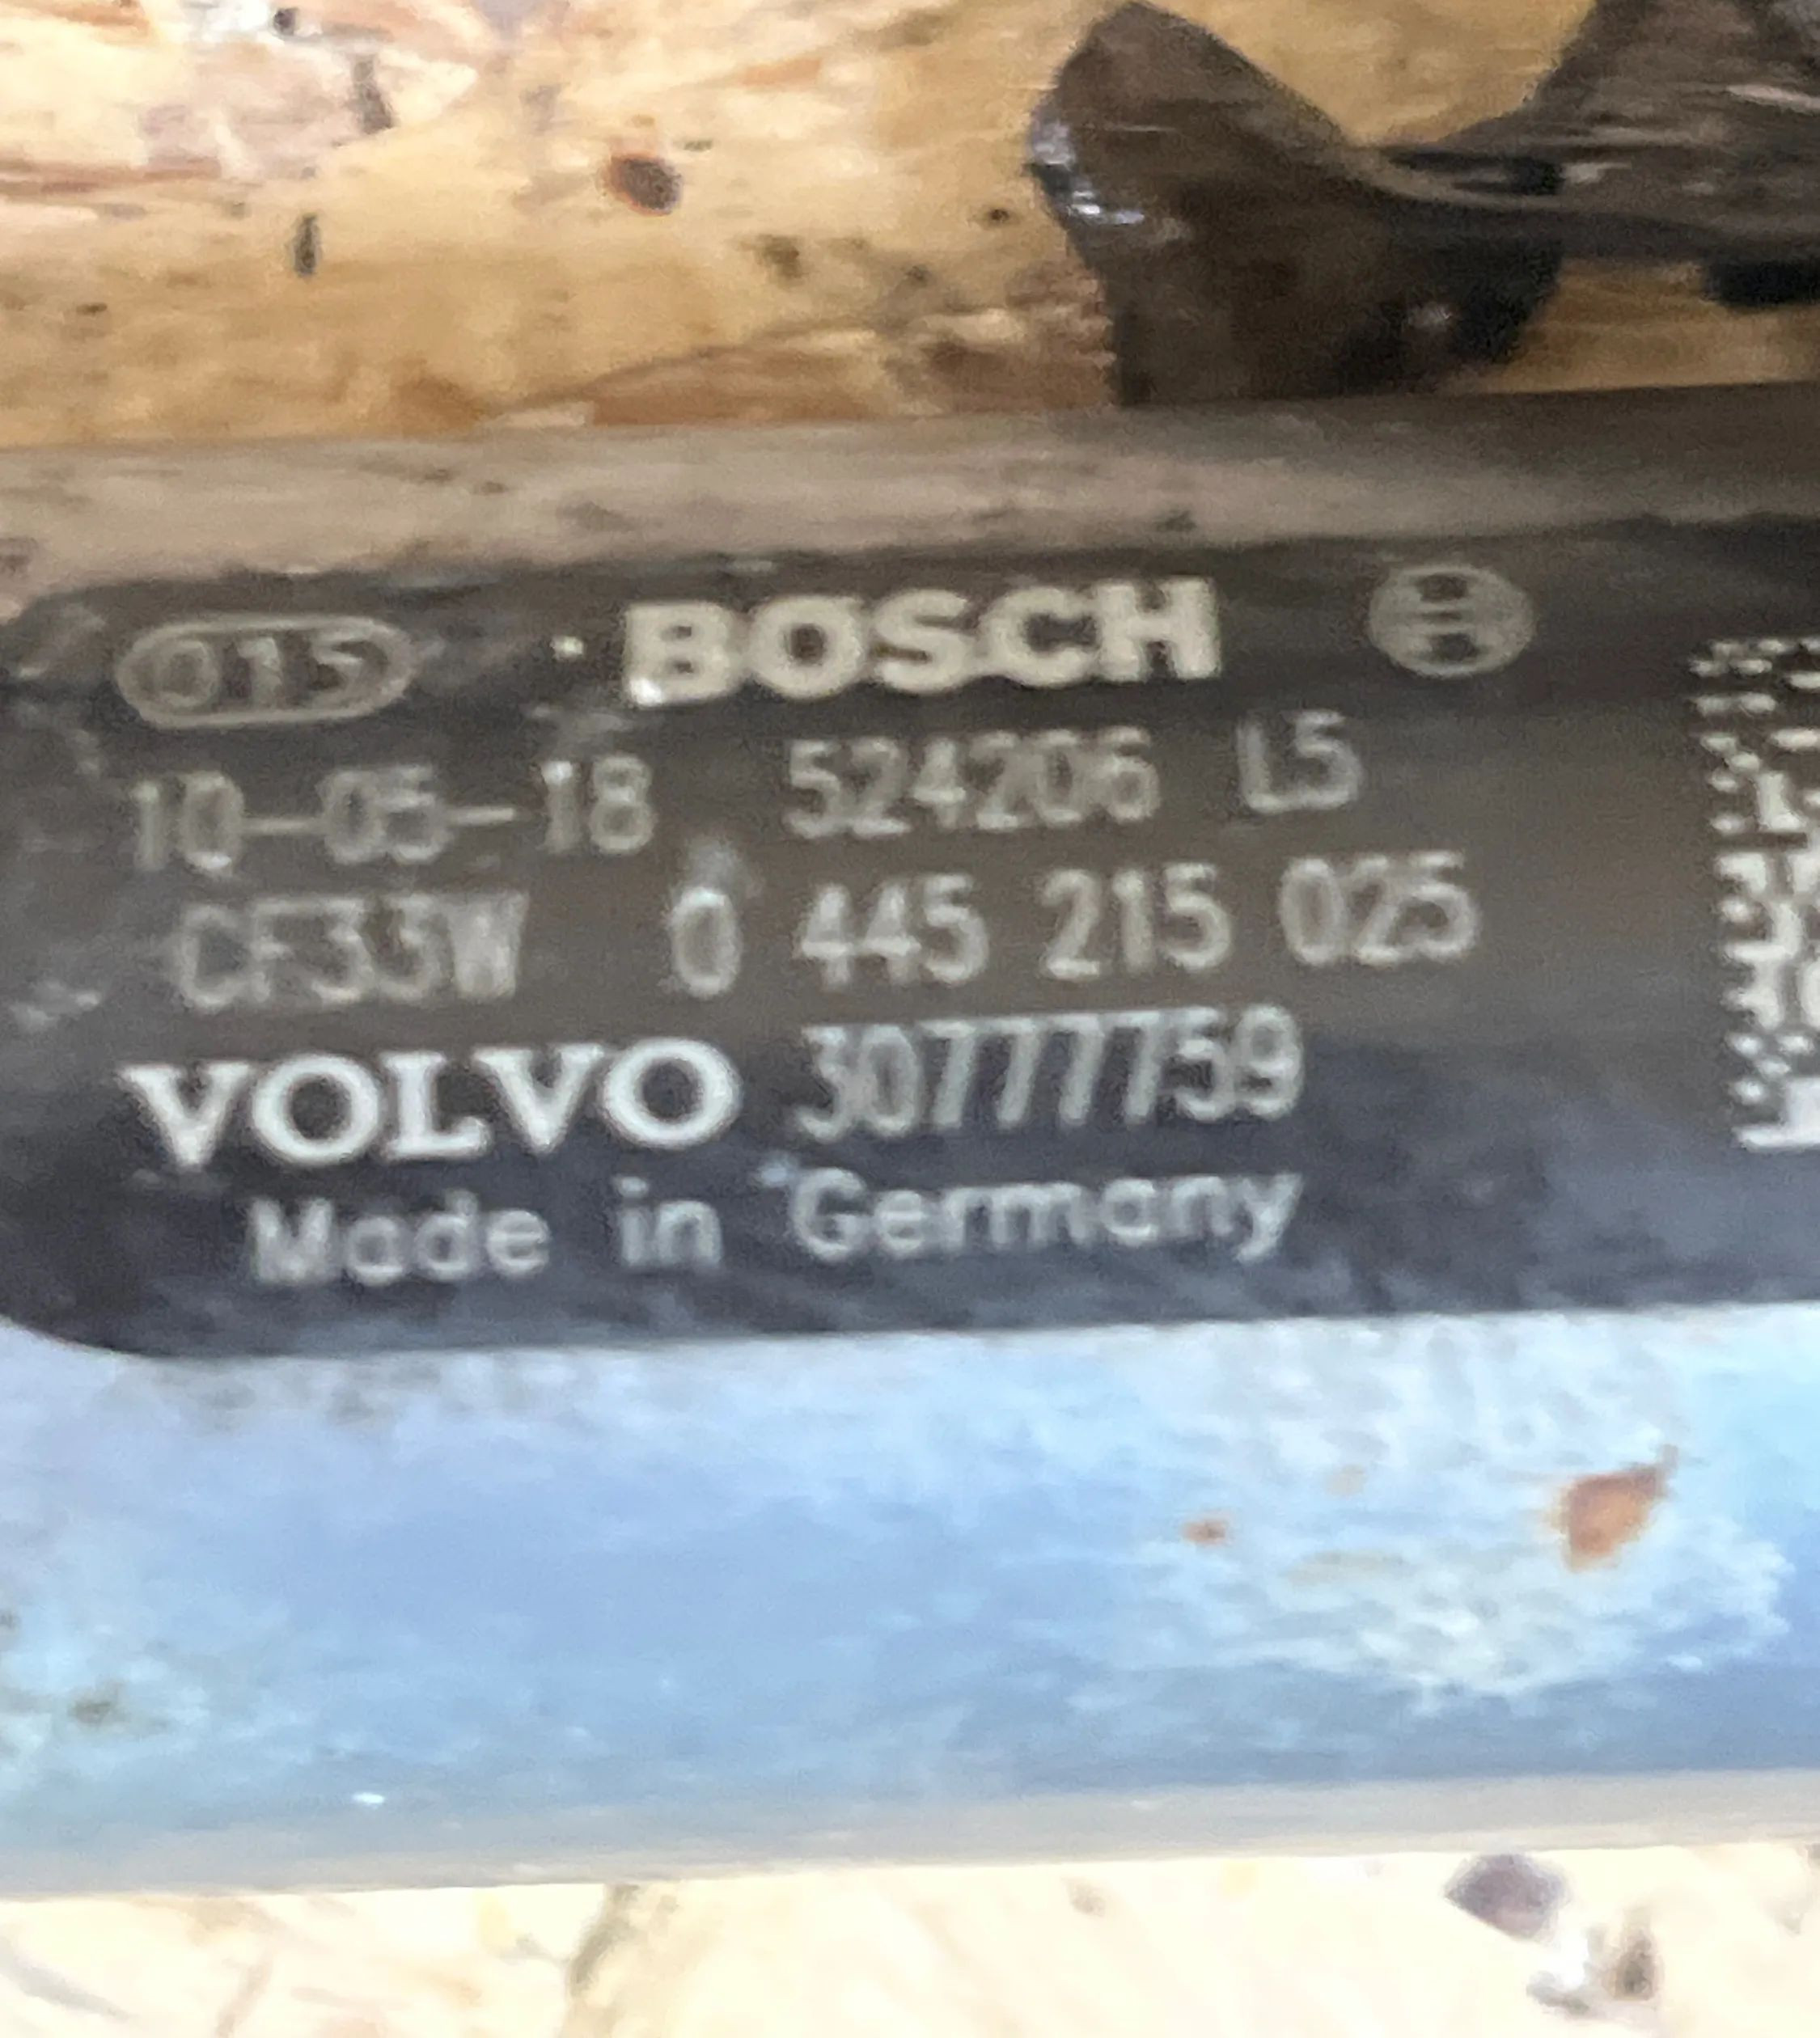 015 BOSCH
10-05-18 524206 L5
CF33W 0 445 215 025
VOLVO 30777759
Made in Germany